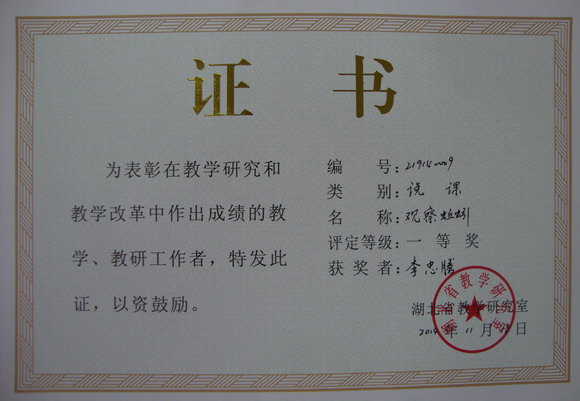 证书
为表彰在教学研究和
教学改革中作出成绩的教
学、教研工作者，特发此
证，以资鼓励。
编号：
类别：说课
名称：观察蚯蚓
评定等级：一等奖
获奖者：李忠
湖北省教学研究室
年11月